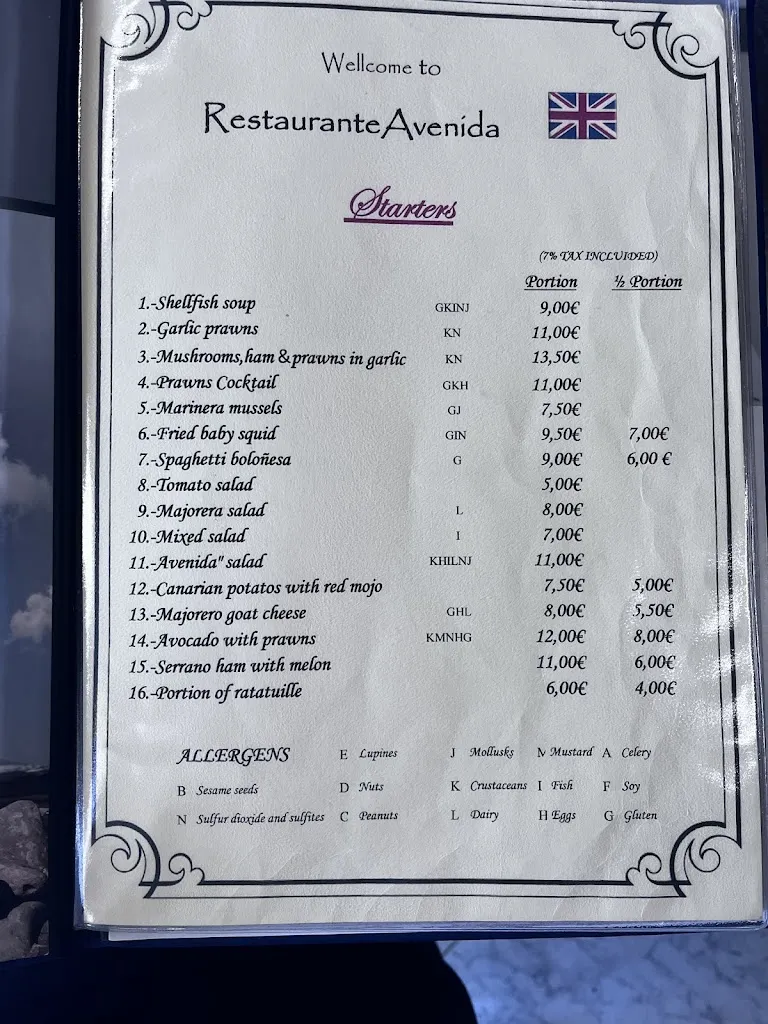 Wellcome to
Restaurante Avenida
Starters
(7% TAX INCLUIDED)
Portion ½ Portion
1.-Shellfish soup GKINJ 9,00€
2.-Garlic prawns KN 11,00€
3.-Mushrooms,ham & prawns in garlic KN 13,50€
4.-Prawns Cocktail GKH 11,00€
5.-Marinera mussels GJ 7,50€
6.-Fried baby squid GIN 9,50€ 7,00€
7.-Spaghetti boloñesa G 9,00€ 6,00 €
8.-Tomato salad 5,00€
9.-Majorera salad L 8,00€
10.-Mixed salad I 7,00€
11.-Avenida" salad KHILNJ 11,00€
12.-Canarian potatos with red mojo 7,50€ 5,00€
13.-Majorero goat cheese GHL 8,00€ 5,50€
14.-Avocado with prawns KMNHG 12,00€ 8,00€
15.-Serrano ham with melon 11,00€ 6,00€
16.-Portion of ratatuille 6,00€ 4,00€
ALLERGENS E Lupines J Mollusks M Mustard A Celery
B Sesame seeds D Nuts K Crustaceans I Fish F Soy
N Sulfur dioxide and sulfites C Peanuts L Dairy H Eggs G Gluten